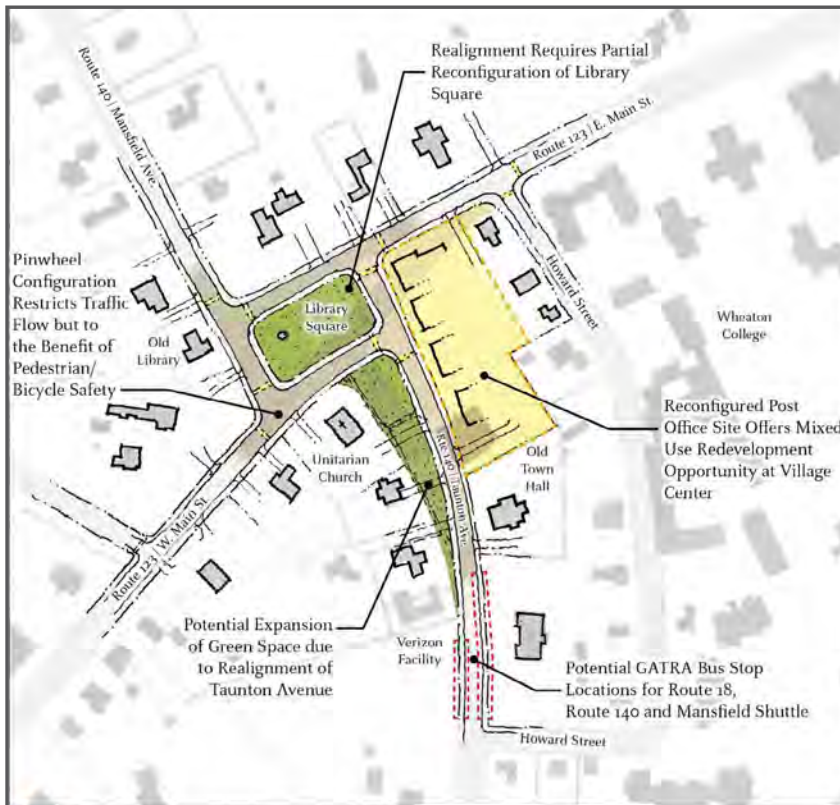 Realignment Requires Partial
Reconfiguration of Library
Square
Route 140 | Mansfield Ave.
Route 123 | E. Main St.
Pinwheel
Configuration
Restricts Traffic
Flow but to
the Benefit of
Pedestrian/
Bicycle Safety
Old
Library
Library
Square
Howard Street
Wheaton
College
Reconfigured Post
Office Site Offers Mixed
Use Redevelopment
Opportunity at Village
Center
Unitarian
Church
Rte 140 | Taunton Ave.
Old
Town
Hall
Route 123 | W. Main St.
Potential Expansion
of Green Space due
to Realignment of
Taunton Avenue
Verizon
Facility
Potential GATRA Bus Stop
Locations for Route 18,
Route 140 and Mansfield Shuttle
Howard Street